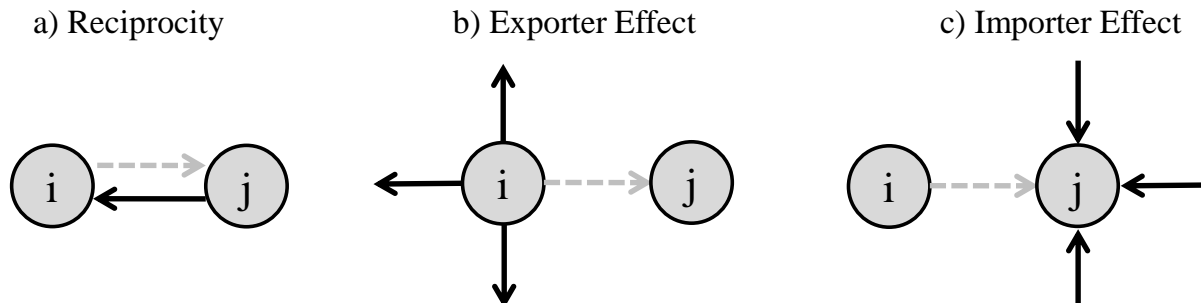 a) Reciprocity
b) Exporter Effect
c) Importer Effect
i
j
i
j
i
j